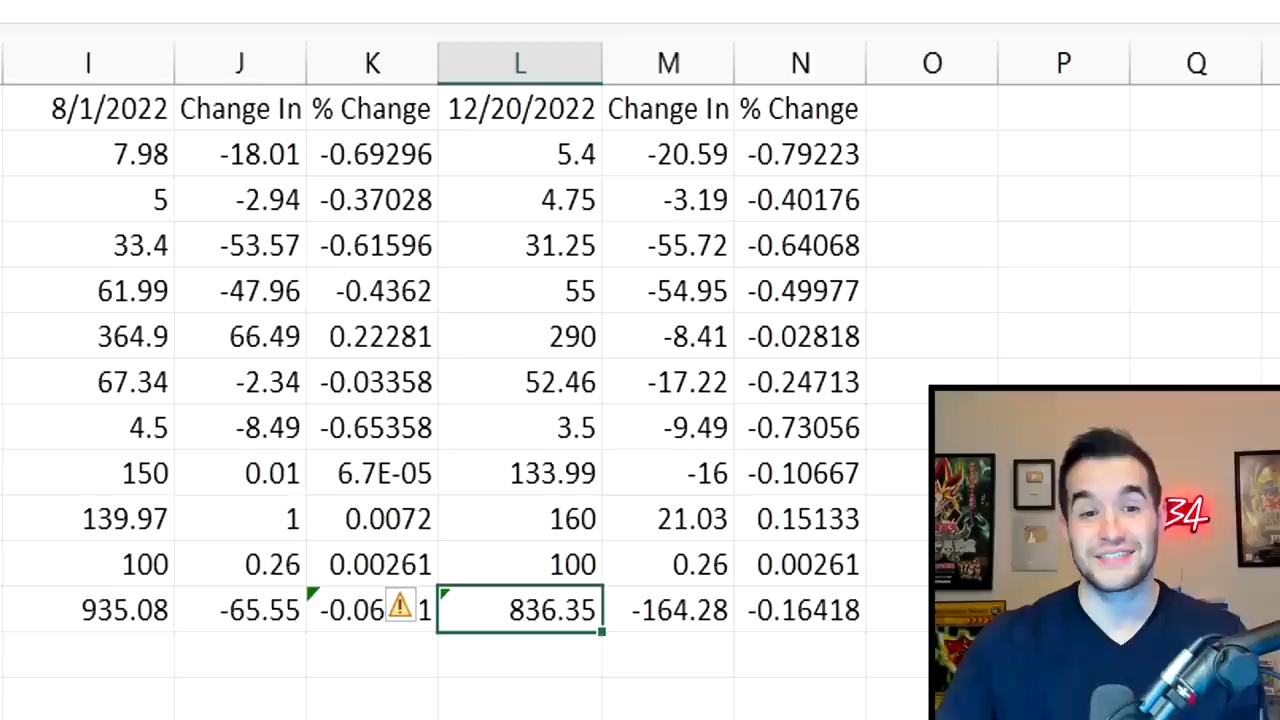 I J K L M N O P Q
8/1/2022 Change In % Change 12/20/2022 Change In % Change
7.98 -18.01 -0.69296 5.4 -20.59 -0.79223
5 -2.94 -0.37028 4.75 -3.19 -0.40176
33.4 -53.57 -0.61596 31.25 -55.72 -0.64068
61.99 -47.96 -0.4362 55 -54.95 -0.49977
364.9 66.49 0.22281 290 -8.41 -0.02818
67.34 -2.34 -0.03358 52.46 -17.22 -0.24713
4.5 -8.49 -0.65358 3.5 -9.49 -0.73056
150 0.01 6.7E-05 133.99 -16 -0.10667
139.97 1 0.0072 160 21.03 0.15133
100 0.26 0.00261 100 0.26 0.00261
935.08 -65.55 -0.06 1 836.35 -164.28 -0.16418
34